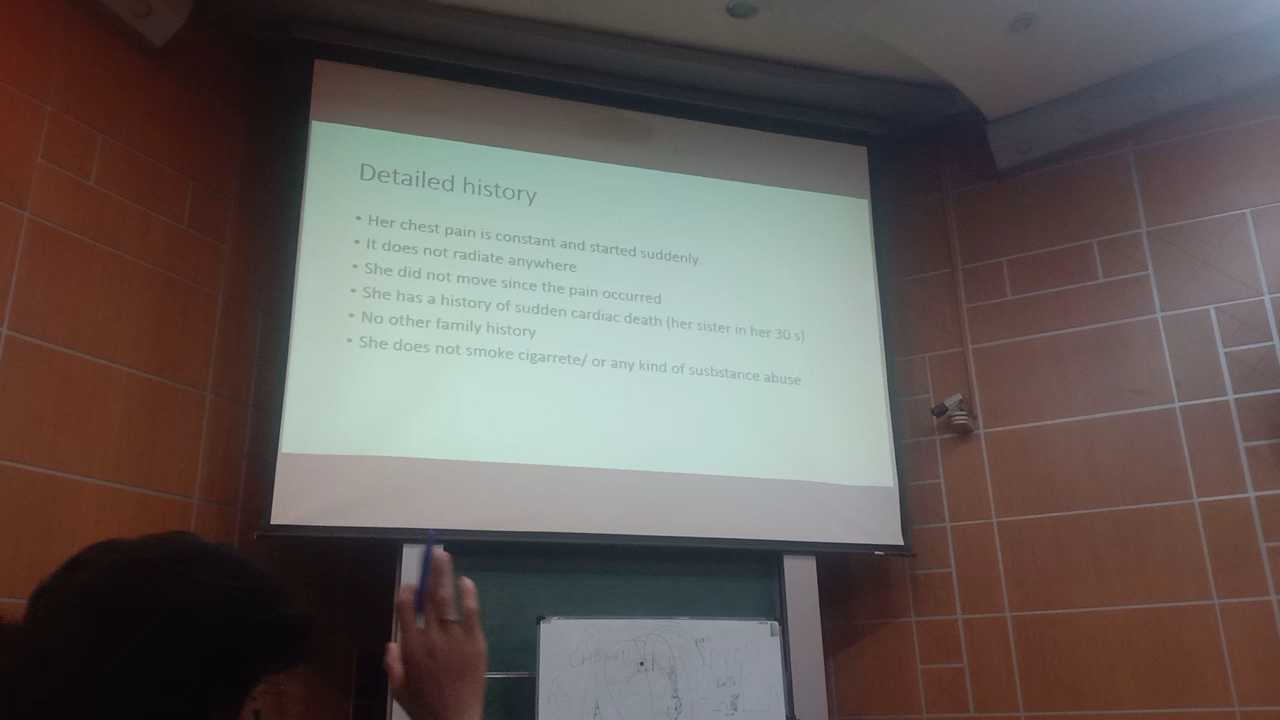 Detailed history
• Her chest pain is constant and started suddenly
• It does not radiate anywhere
• She did not move since the pain occurred
• She has a history of sudden cardiac death (her sister in her 30 s)
• No other family history
• She does not smoke cigarrete/ or any kind of susbstance abuse